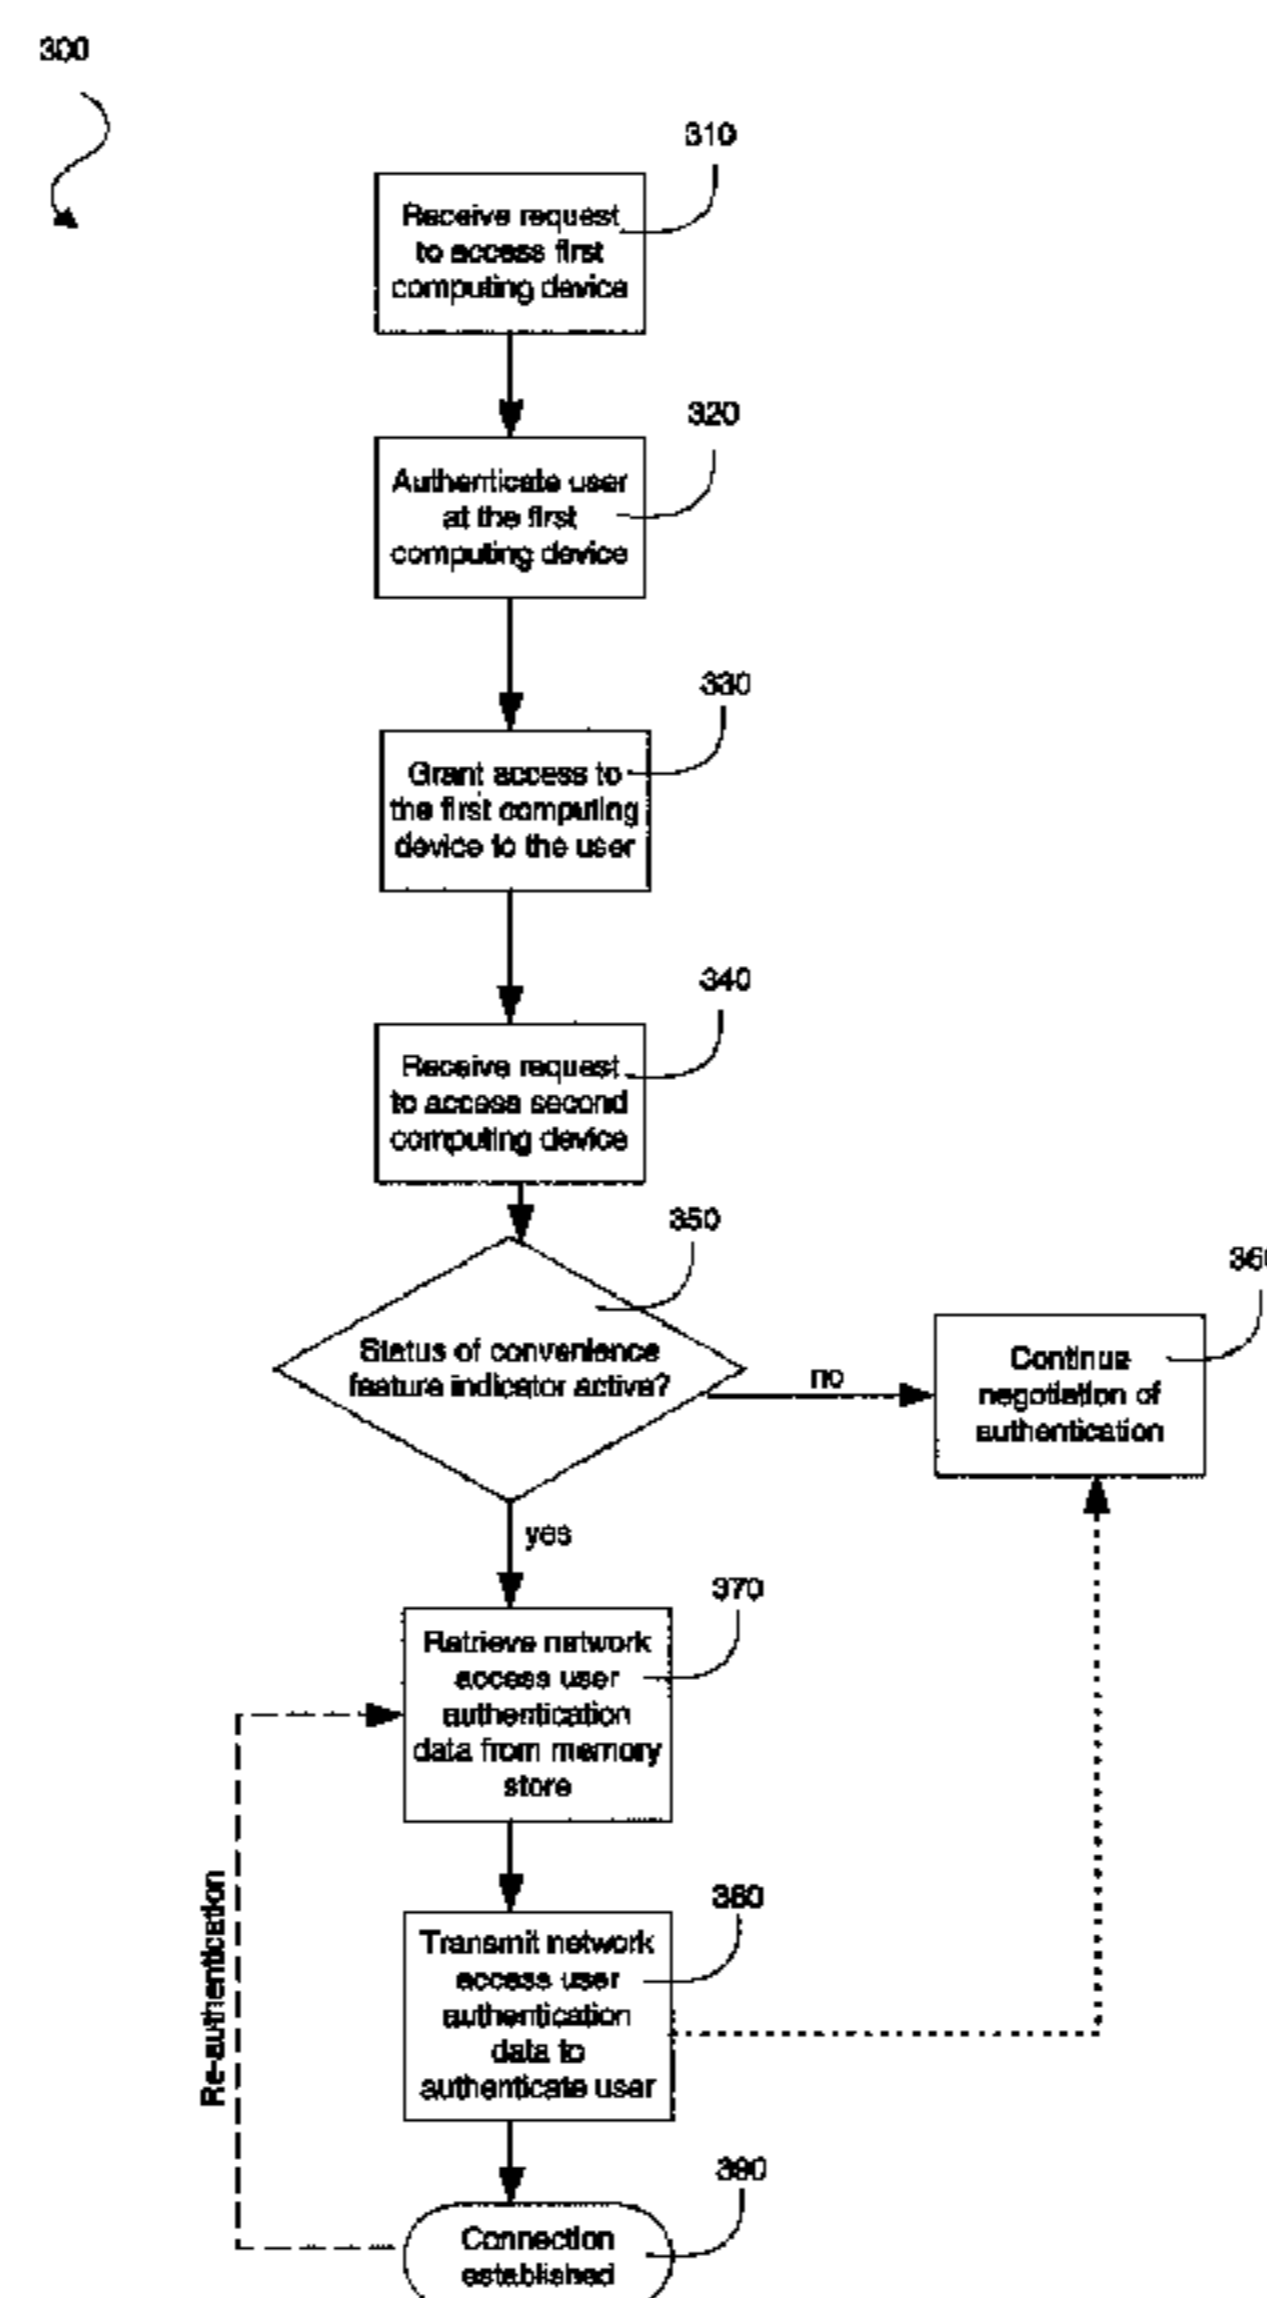 300
310
Receive request
to access first
computing device
320
Authenticate user
at the first
computing device
330
Grant access to
the first computing
device to the user
340
Receive request
to access second
computing device
350
Status of convenience
feature indicator active?
no
360
Continue
negotiation of
authentication
yes
370
Retrieve network
access user
authentication
data from memory
store
Re-authentication
380
Transmit network
access user
authentication
data to
authenticate user
390
Connection
established